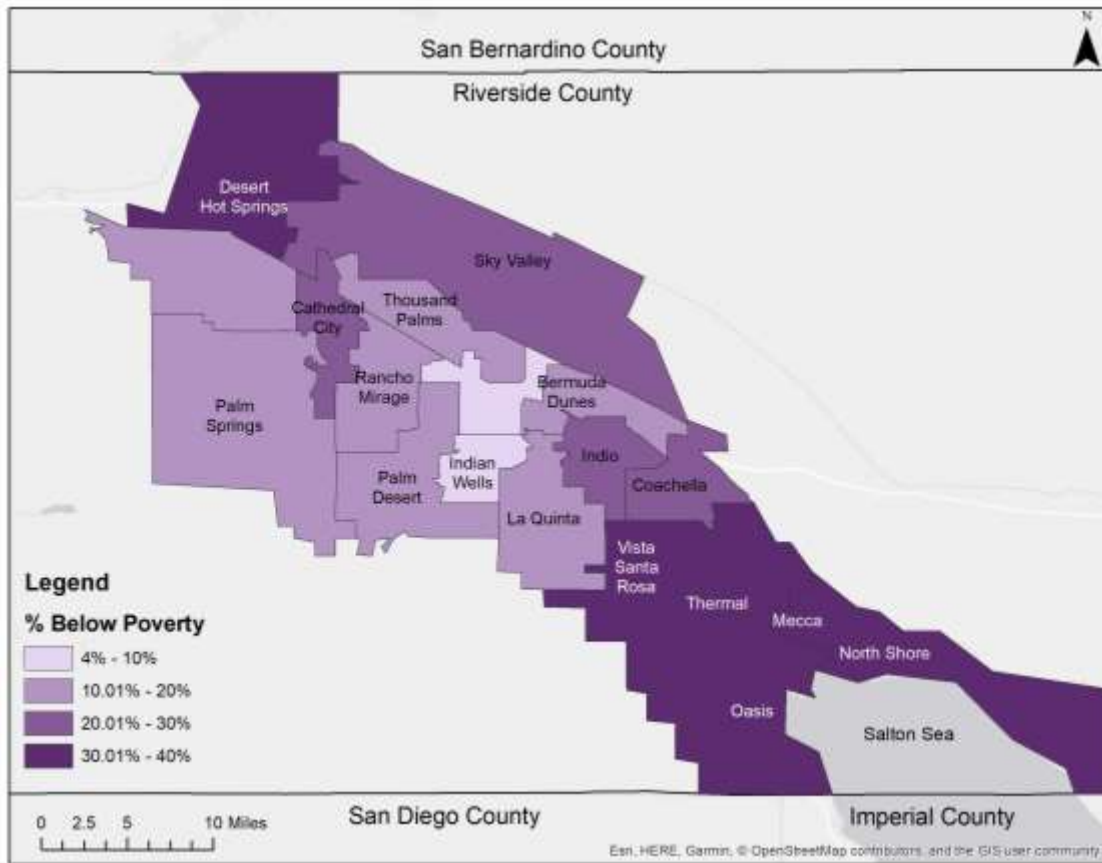 N
San Bernardino County
Riverside County
Desert
Hot Springs
Sky Valley
Cathedral
City
Thousand
Palms
Rancho
Mirage
Bermuda
Dunes
Palm
Springs
Indian
Wells
Indio
Palm
Desert
Coachella
La Quinta
Vista
Santa
Rosa
Thermal
Mecca
North Shore
Oasis
Salton Sea
Legend
% Below Poverty
4% - 10%
10.01% - 20%
20.01% - 30%
30.01% - 40%
San Diego County
Imperial County
0 2.5 5 10 Miles
Esri, HERE, Garmin, © OpenStreetMap contributors, and the GIS user community